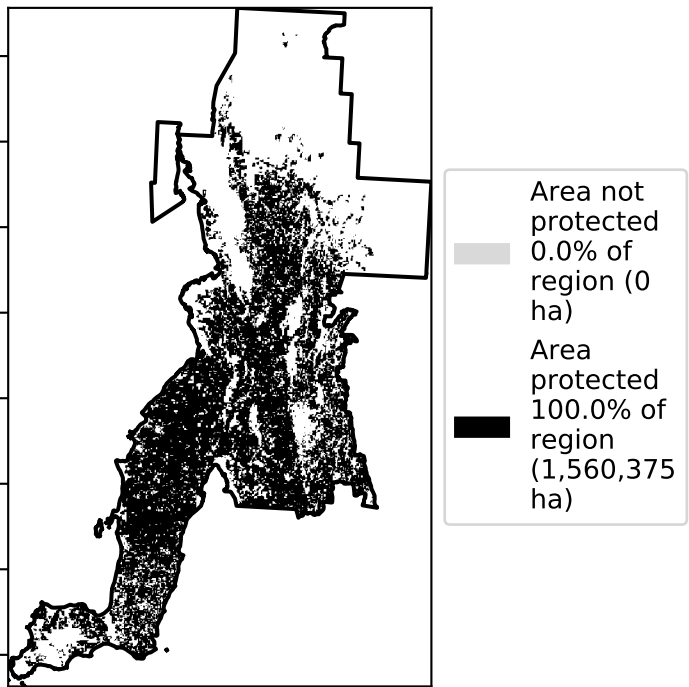 Area not
protected
0.0% of
region (0
ha)
Area
protected
100.0% of
region
(1,560,375
ha)